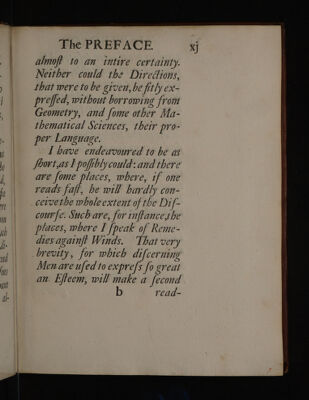 The PREFACE. xj
almoſt to an intire certainty.
Neither could the Directions,
that were to be given, be fitly ex-
preſſed, without borrowing from
Geometry, and ſome other Ma-
thematical Sciences, their pro-
per Language.
I have endeavoured to be as
ſhort, as I poſſibly could: and there
are ſome places, where, if one
reads faſt, he will hardly con-
ceive the whole extent of the Diſ-
courſe. Such are, for inſtance, the
places, where I ſpeak of Reme-
dies againſt Winds. That very
brevity, for which diſcerning
Men are uſed to expreſs ſo great
an Eſteem, will make a ſecond
b read-